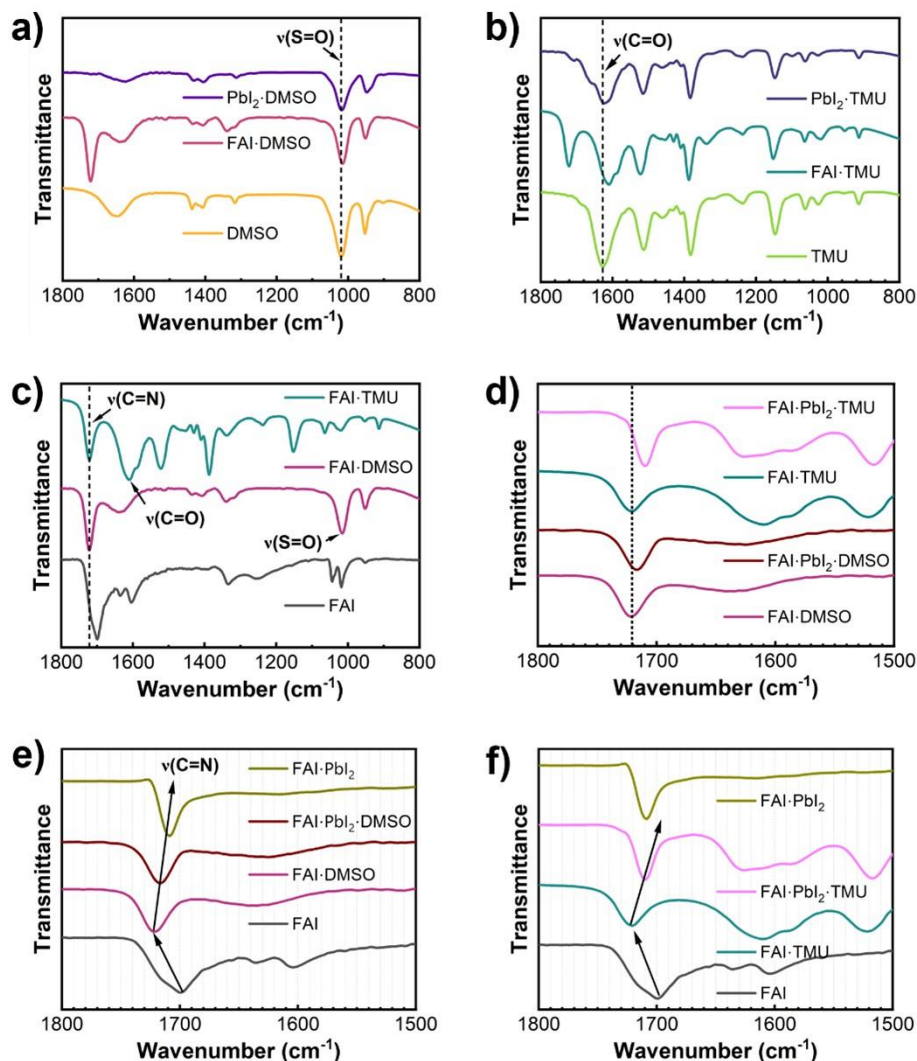 a)
ν(S=O)
PbI₂·DMSO
FAI·DMSO
DMSO
Transmittance
1800 1600 1400 1200 1000 800
Wavenumber (cm⁻¹)
b)
ν(C=O)
PbI₂·TMU
FAI·TMU
TMU
Transmittance
1800 1600 1400 1200 1000 800
Wavenumber (cm⁻¹)
c)
ν(C=N)
FAI·TMU
FAI·DMSO
ν(C=O)
ν(S=O)
FAI
Transmittance
1800 1600 1400 1200 1000 800
Wavenumber (cm⁻¹)
d)
FAI·PbI₂·TMU
FAI·TMU
FAI·PbI₂·DMSO
FAI·DMSO
Transmittance
1800 1700 1600 1500
Wavenumber (cm⁻¹)
e)
ν(C=N)
FAI·PbI₂
FAI·PbI₂·DMSO
FAI·DMSO
FAI
Transmittance
1800 1700 1600 1500
Wavenumber (cm⁻¹)
f)
FAI·PbI₂
FAI·PbI₂·TMU
FAI·TMU
FAI
Transmittance
1800 1700 1600 1500
Wavenumber (cm⁻¹)